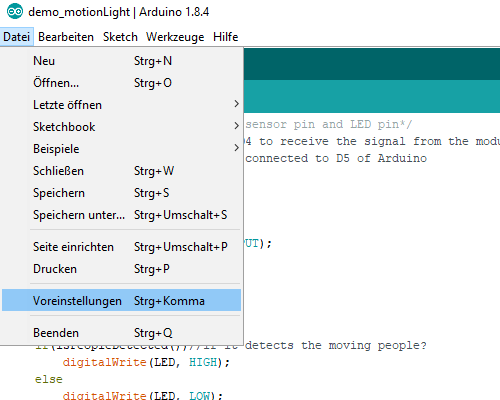 demo_motionLight | Arduino 1.8.4
Datei Bearbeiten Sketch Werkzeuge Hilfe
Neu Strg+N
Öffnen... Strg+O
Letzte öffnen
Sketchbook
Beispiele
Schließen Strg+W
Speichern Strg+S
Speichern unter... Strg+Umschalt+S
Seite einrichten Strg+Umschalt+P
Drucken Strg+P
Voreinstellungen Strg+Komma
Beenden Strg+Q
sensor pin and LED pin*/
4 to receive the signal from the modu
connected to D5 of Arduino
UT);
if(isPeopleDetected())//if it detects the moving people?
digitalWrite(LED, HIGH);
else
digitalWrite(LED, LOW);